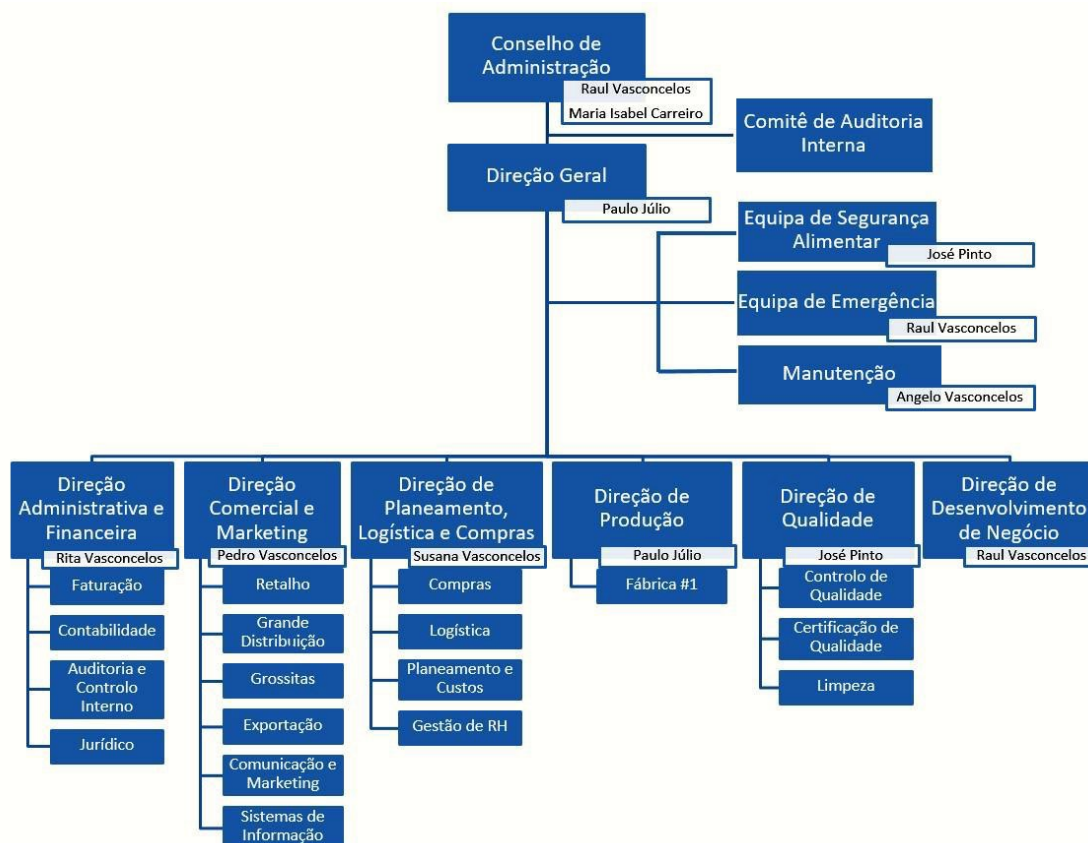 Conselho de
Administração
Raul Vasconcelos
Maria Isabel Carreiro
Comitê de Auditoria
Interna
Direção Geral
Paulo Júlio
Equipa de Segurança
Alimentar
José Pinto
Equipa de Emergência
Raul Vasconcelos
Manutenção
Angelo Vasconcelos
Direção
Administrativa e
Financeira
Rita Vasconcelos
Faturação
Contabilidade
Auditoria e
Controlo
Interno
Jurídico
Direção
Comercial e
Marketing
Pedro Vasconcelos
Retalho
Grande
Distribuição
Grossitas
Exportação
Comunicação e
Marketing
Sistemas de
Informação
Direção de
Planeamento,
Logística e Compras
Susana Vasconcelos
Compras
Logística
Planeamento e
Custos
Gestão de RH
Direção de
Produção
Paulo Júlio
Fábrica #1
Direção de
Qualidade
José Pinto
Controlo de
Qualidade
Certificação de
Qualidade
Limpeza
Direção de
Desenvolvimento
de Negócio
Raul Vasconcelos